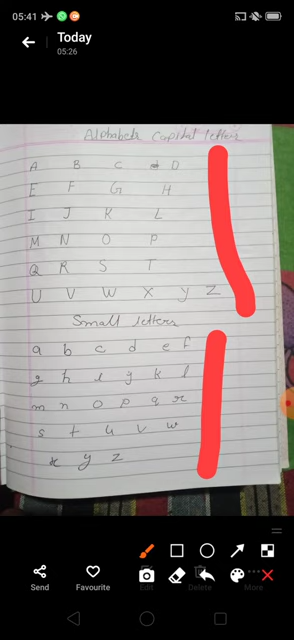 05:41
Today
05:26
Alphabets Capital letters
A B C D
E F G H
I J K L
M N O P
Q R S T
U V W X Y Z
Small letters
a b c d e f
g h i y k l
m n o p q r
s t u v w
x y z
Send Favourite Edit Delete More